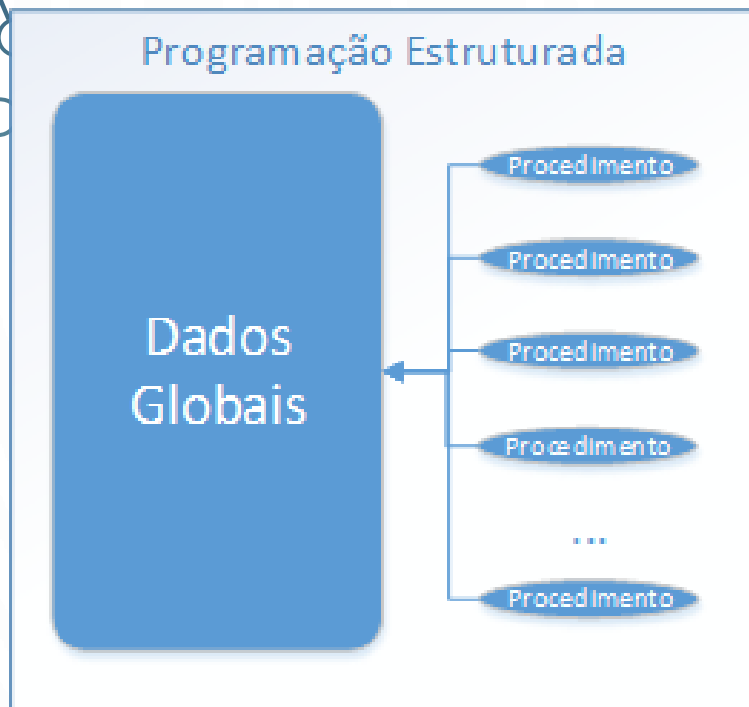 Programação Estruturada
Dados
Globais
Procedimento
Procedimento
Procedimento
Procedimento
...
Procedimento